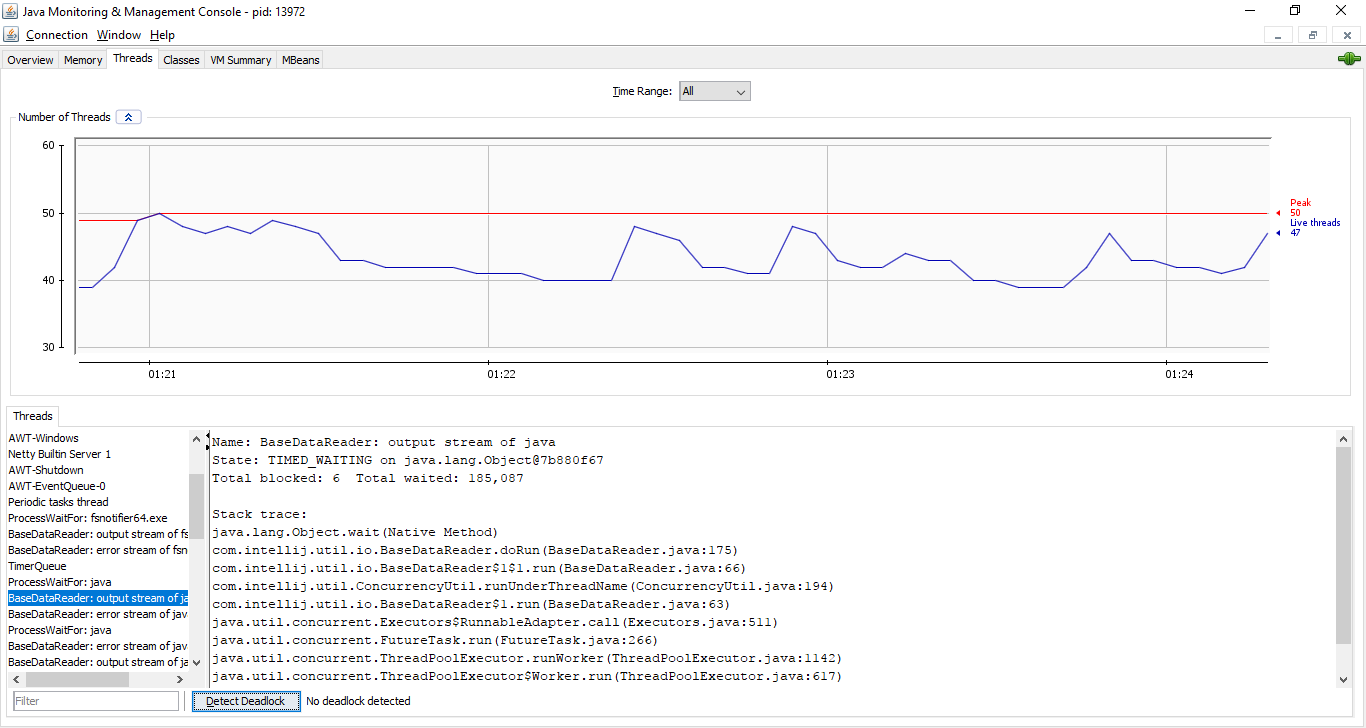 Java Monitoring & Management Console - pid: 13972
Connection Window Help
Overview Memory Threads Classes VM Summary MBeans
Time Range: All
Number of Threads
60
50
40
30
Peak
50
Live threads
47
01:21 01:22 01:23 01:24
Threads
AWT-Windows
Netty Builtin Server 1
AWT-Shutdown
AWT-EventQueue-0
Periodic tasks thread
ProcessWaitFor: fsnotifier64.exe
BaseDataReader: output stream of fs
BaseDataReader: error stream of fsn
TimerQueue
ProcessWaitFor: java
BaseDataReader: output stream of ja
BaseDataReader: error stream of jav
ProcessWaitFor: java
BaseDataReader: error stream of jav
BaseDataReader: output stream of ja
Name: BaseDataReader: output stream of java
State: TIMED_WAITING on java.lang.Object@7b880f67
Total blocked: 6  Total waited: 185,087
Stack trace:
java.lang.Object.wait(Native Method)
com.intellij.util.io.BaseDataReader.doRun(BaseDataReader.java:175)
com.intellij.util.io.BaseDataReader$1$1.run(BaseDataReader.java:66)
com.intellij.util.ConcurrencyUtil.runUnderThreadName(ConcurrencyUtil.java:194)
com.intellij.util.io.BaseDataReader$1.run(BaseDataReader.java:63)
java.util.concurrent.Executors$RunnableAdapter.call(Executors.java:511)
java.util.concurrent.FutureTask.run(FutureTask.java:266)
java.util.concurrent.ThreadPoolExecutor.runWorker(ThreadPoolExecutor.java:1142)
java.util.concurrent.ThreadPoolExecutor$Worker.run(ThreadPoolExecutor.java:617)
Filter
Detect Deadlock No deadlock detected